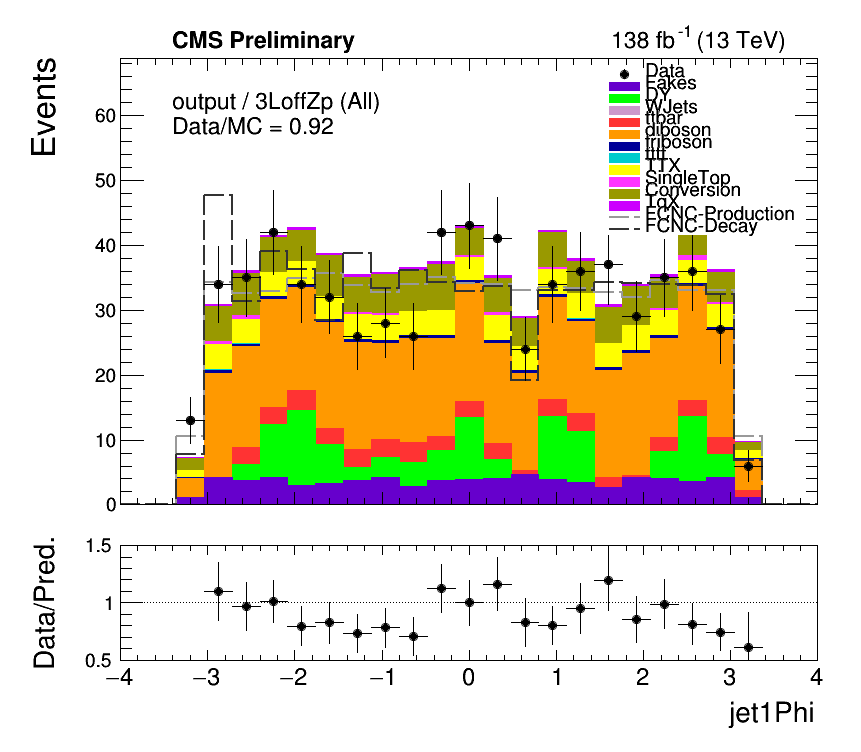 CMS Preliminary
138 fb⁻¹ (13 TeV)
Events
output / 3LoffZp (All)
Data/MC = 0.92
Data
Fakes
DY
WJets
ttbar
diboson
triboson
tttt
TTX
SingleTop
Conversion
TqX
FCNC-Production
FCNC-Decay
60
50
40
30
20
10
0
Data/Pred.
1.5
1
0.5
−4 −3 −2 −1 0 1 2 3 4
jet1Phi